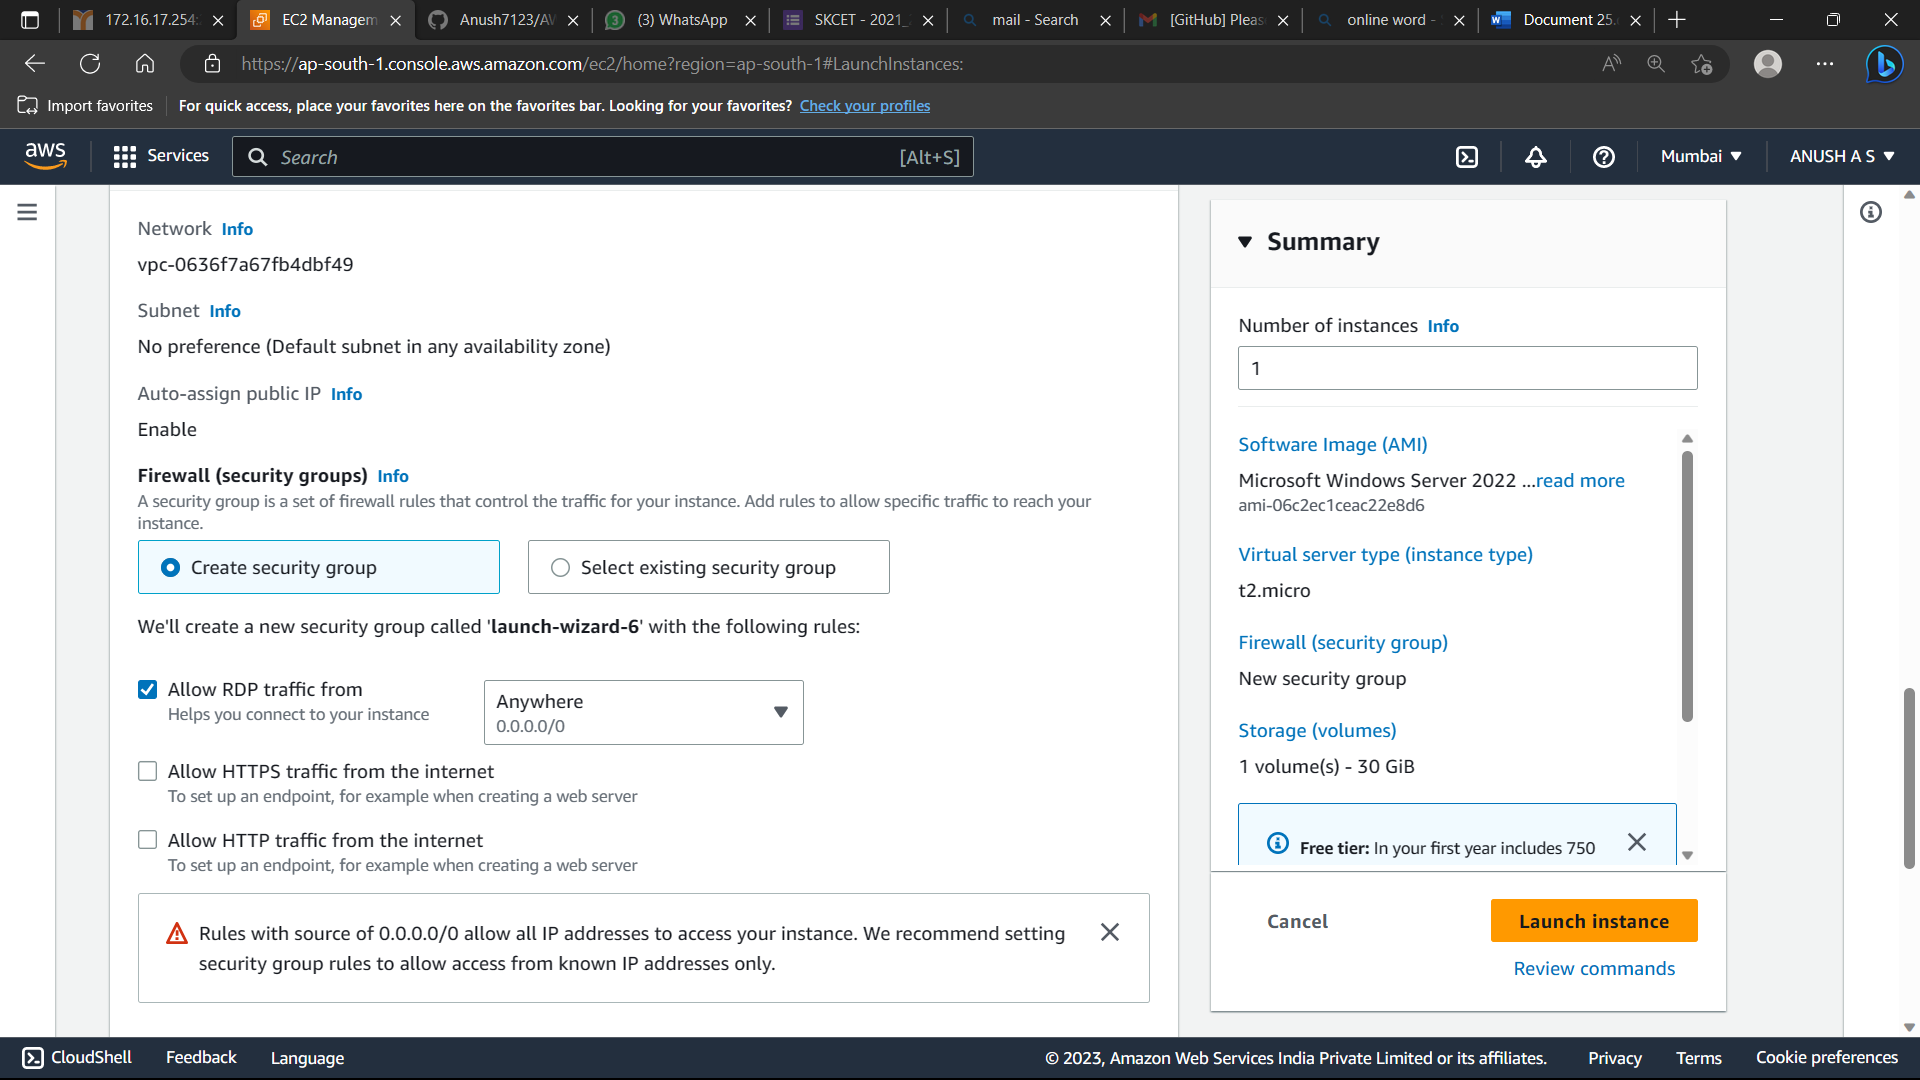 172.16.17.254:
EC2 Managem
Anush7123/AW
(3) WhatsApp
SKCET - 2021_
mail - Search
[GitHub] Pleas
online word -
Document 25.
https://ap-south-1.console.aws.amazon.com/ec2/home?region=ap-south-1#LaunchInstances:
Import favorites
For quick access, place your favorites here on the favorites bar. Looking for your favorites? Check your profiles
aws
Services
Search
[Alt+S]
Mumbai
ANUSH A S
Network Info
vpc-0636f7a67fb4dbf49
Subnet Info
No preference (Default subnet in any availability zone)
Auto-assign public IP Info
Enable
Firewall (security groups) Info
A security group is a set of firewall rules that control the traffic for your instance. Add rules to allow specific traffic to reach your
instance.
Create security group
Select existing security group
We'll create a new security group called 'launch-wizard-6' with the following rules:
Allow RDP traffic from
Helps you connect to your instance
Anywhere
0.0.0.0/0
Allow HTTPS traffic from the internet
To set up an endpoint, for example when creating a web server
Allow HTTP traffic from the internet
To set up an endpoint, for example when creating a web server
Rules with source of 0.0.0.0/0 allow all IP addresses to access your instance. We recommend setting
security group rules to allow access from known IP addresses only.
Summary
Number of instances Info
1
Software Image (AMI)
Microsoft Windows Server 2022 ...read more
ami-06c2ec1ceac22e8d6
Virtual server type (instance type)
t2.micro
Firewall (security group)
New security group
Storage (volumes)
1 volume(s) - 30 GiB
Free tier: In your first year includes 750
Cancel
Launch instance
Review commands
CloudShell
Feedback
Language
© 2023, Amazon Web Services India Private Limited or its affiliates.
Privacy
Terms
Cookie preferences